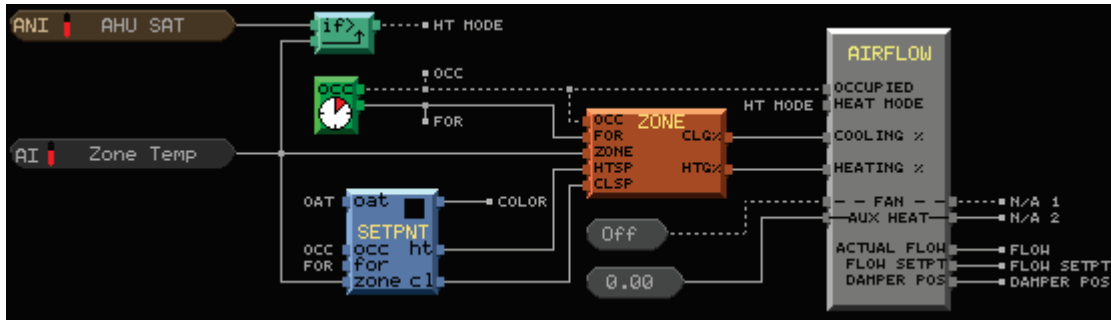 ANI AHU SAT if> HT MODE
AIRFLOW
OCC
OCC
OCCUPIED
HT MODE HEAT MODE
FOR
OCC ZONE
FOR CLG%
COOLING %
AI Zone Temp
ZONE
HTSP HTG%
HEATING %
CLSP
OAT oat COLOR
- - FAN - - N/A 1
AUX HEAT N/A 2
SETPNT
Off
OCC occ ht
ACTUAL FLOW FLOW
FOR for
FLOW SETPT FLOW SETPT
zone cl
0.00
DAMPER POS DAMPER POS